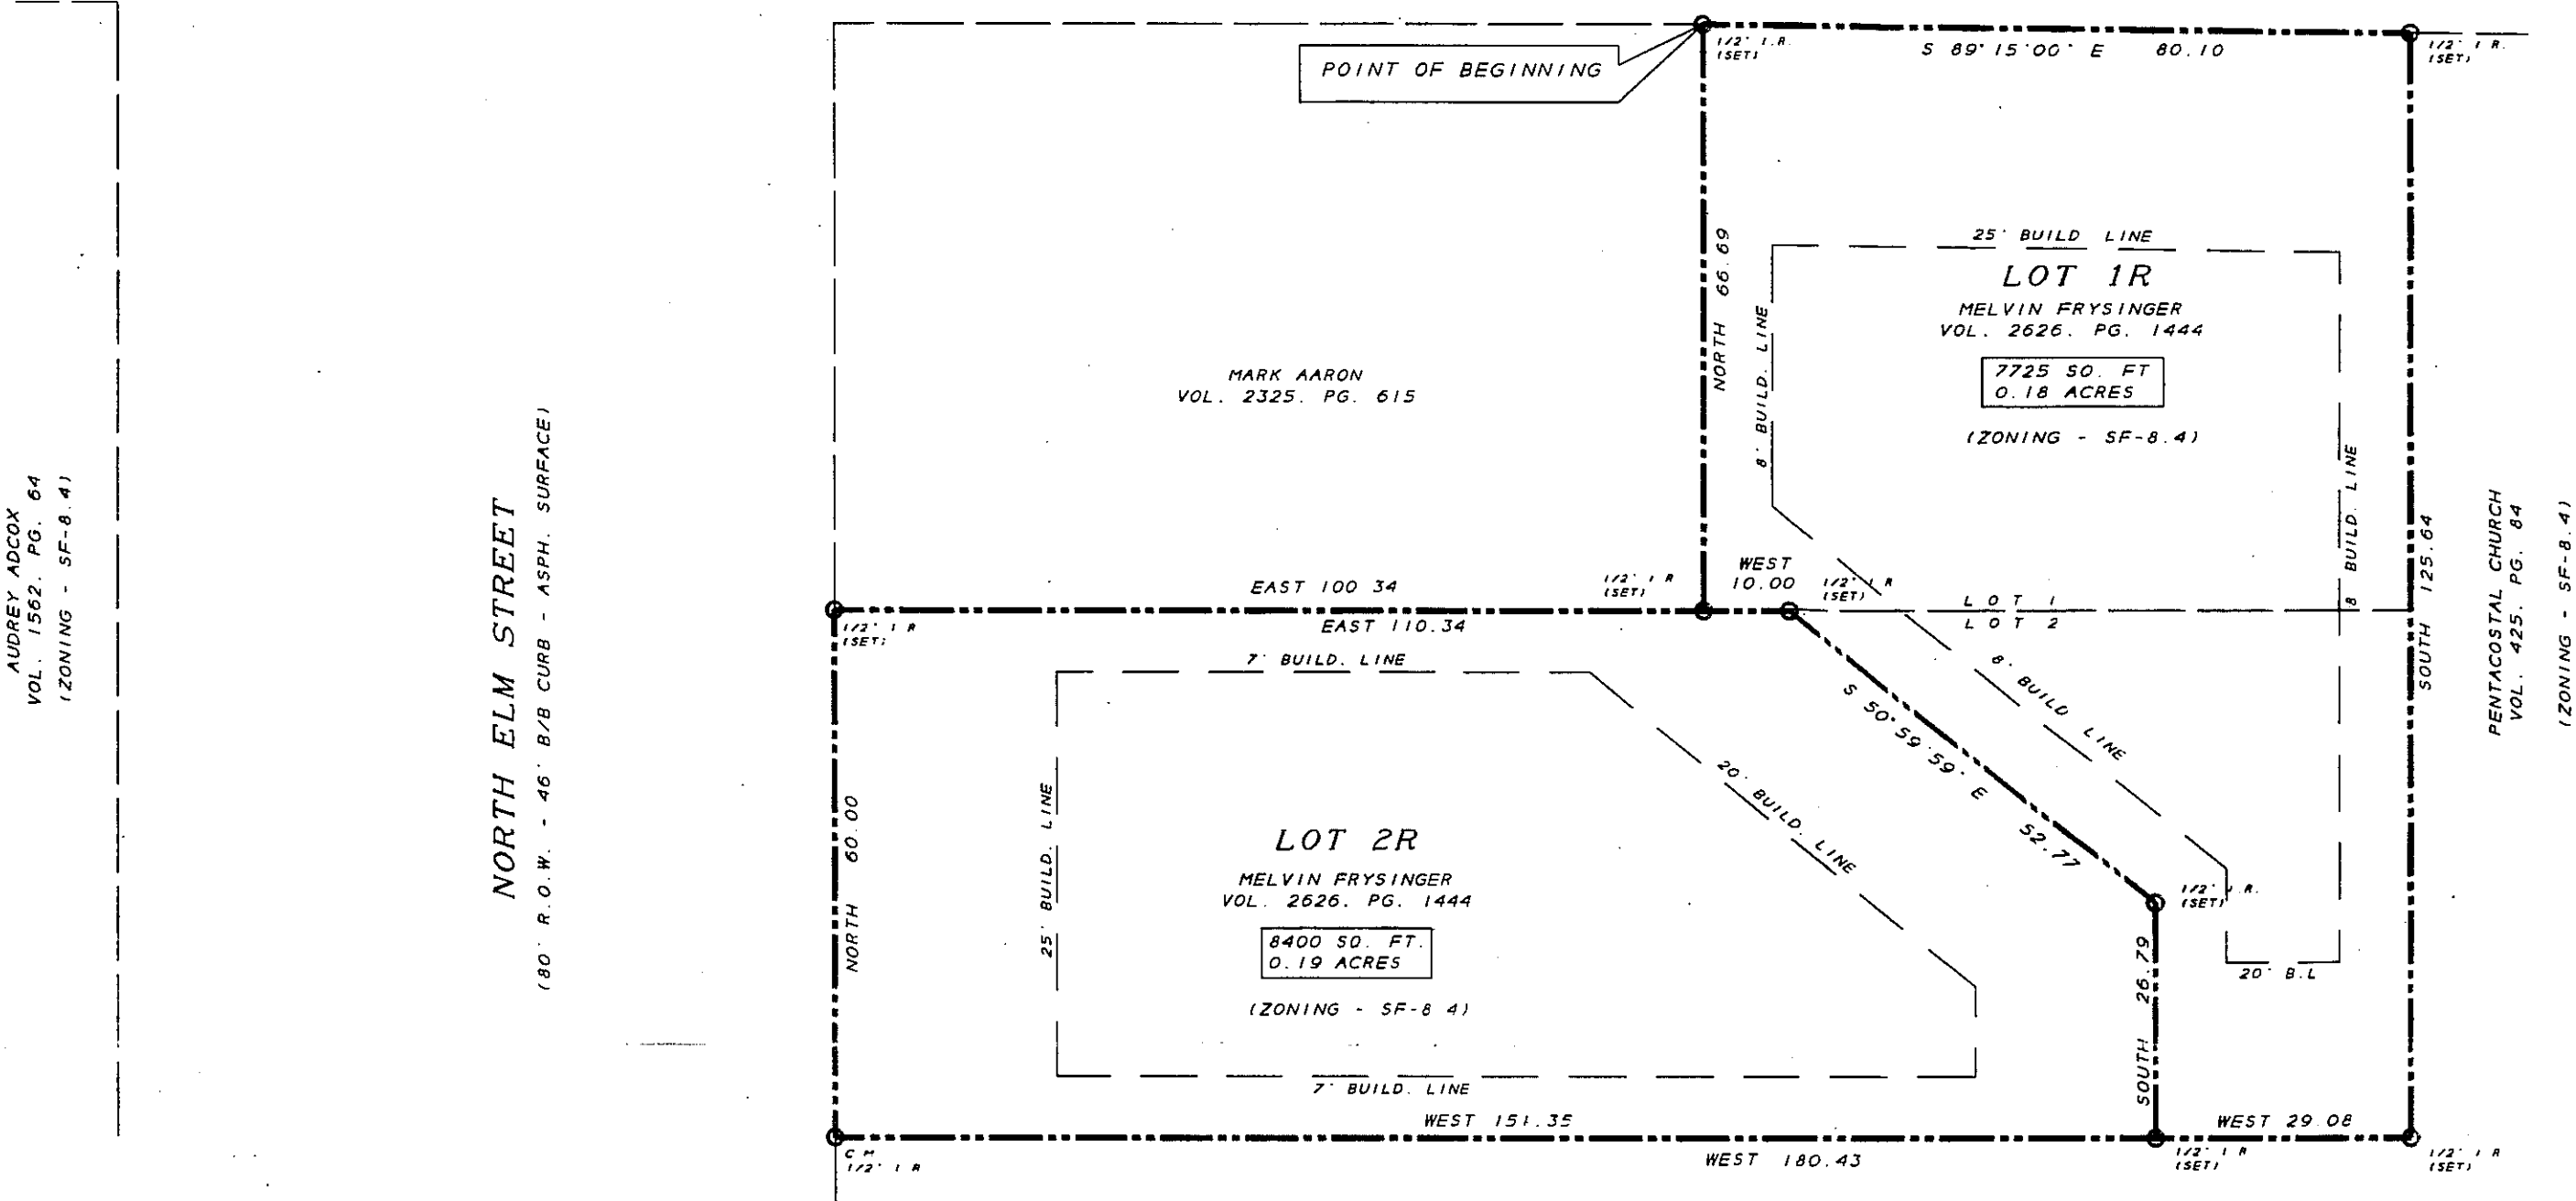 AUDREY ADCOX
VOL. 1562. PG. 64
(ZONING - SF-8.4)
NORTH ELM STREET
(80' R.O.W. - 46' B/B CURB - ASPH. SURFACE)
POINT OF BEGINNING
1/2" I.R.
(SET)
S 89°15'00" E 80.10
1/2" I R.
(SET)
MARK AARON
VOL. 2325. PG. 615
NORTH 66.69
25' BUILD LINE
LOT 1R
MELVIN FRYSINGER
VOL. 2626. PG. 1444
7725 SQ. FT
0.18 ACRES
(ZONING - SF-8.4)
8' BUILD. LINE
8' BUILD. LINE
SOUTH 125.64
PENTACOSTAL CHURCH
VOL. 425. PG. 84
(ZONING - SF-8.4)
EAST 100 34
1/2" I R
(SET)
WEST
10.00
1/2" I R
(SET)
LOT 1
LOT 2
1/2" I R
(SET)
EAST 110.34
7' BUILD. LINE
8' BUILD LINE
S 50°59'59" E 52.77
20' BUILD. LINE
NORTH 60.00
25' BUILD. LINE
LOT 2R
MELVIN FRYSINGER
VOL. 2626. PG. 1444
8400 SQ. FT.
0.19 ACRES
(ZONING - SF-8 4)
1/2" I.R.
(SET)
SOUTH 26.79
20' B.L
7' BUILD. LINE
WEST 151.35
WEST 29.08
C M
1/2" I R
WEST 180.43
1/2" I R
(SET)
1/2" I R
(SET)